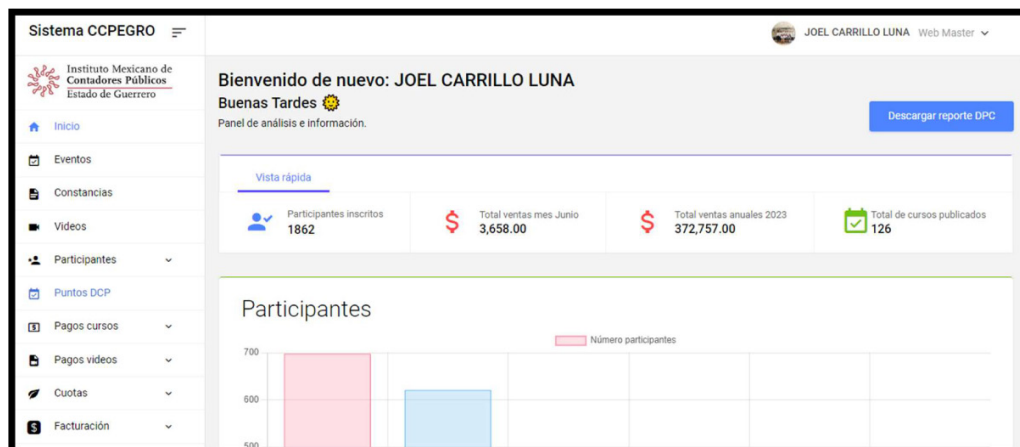 Sistema CCPEGRO
JOEL CARRILLO LUNA Web Master
Instituto Mexicano de
Contadores Públicos
Estado de Guerrero
Inicio
Eventos
Constancias
Videos
Participantes
Puntos DCP
Pagos cursos
Pagos videos
Cuotas
Facturación
Bienvenido de nuevo: JOEL CARRILLO LUNA
Buenas Tardes
Panel de análisis e información.
Descargar reporte DPC
Vista rápida
Participantes inscritos
1862
Total ventas mes Junio
3,658.00
Total ventas anuales 2023
372,757.00
Total de cursos publicados
126
Participantes
Número participantes
700
600
500